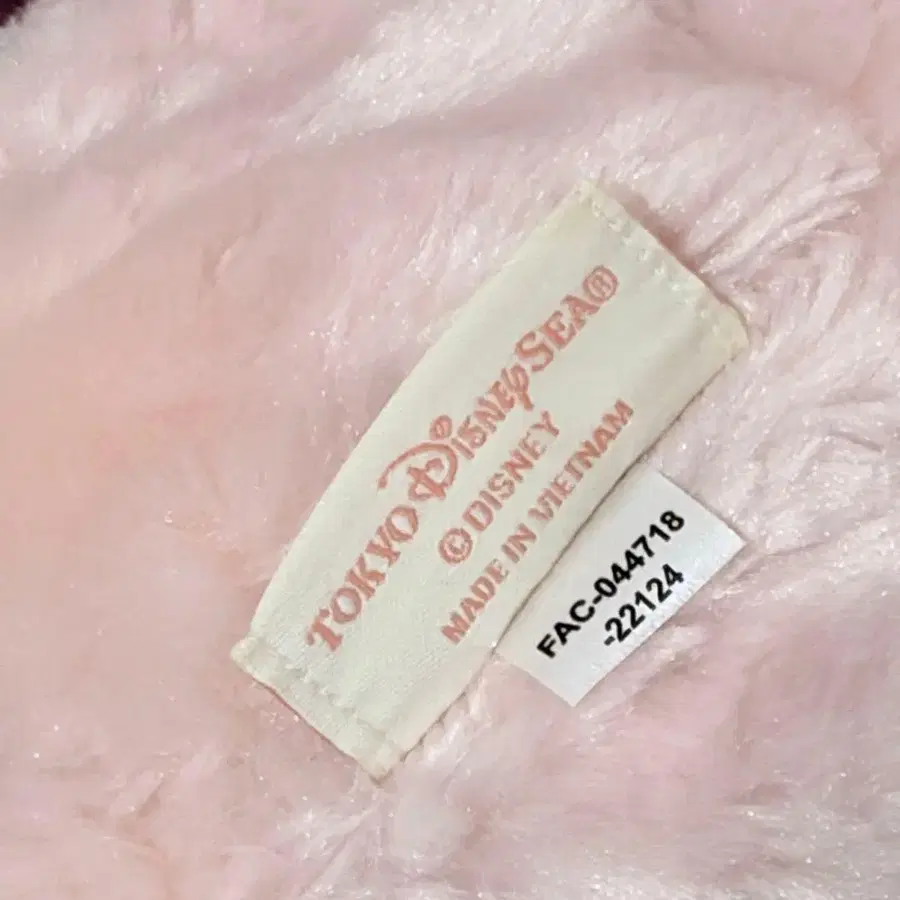 TOKYO DISNEYSEA®
©DISNEY
MADE IN VIETNAM
FAC-044718
-22124